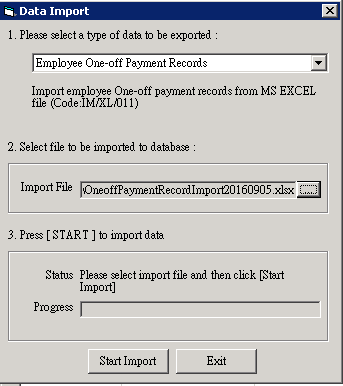 Data Import
1. Please select a type of data to be exported :
Employee One-off Payment Records
Import employee One-off payment records from MS EXCEL
file (Code:IM/XL/011)
2. Select file to be imported to database :
Import File \OneoffPaymentRecordImport20160905.xlsx ...
3. Press [ START ] to import data
Status Please select import file and then click [Start
Import]
Progress
Start Import Exit